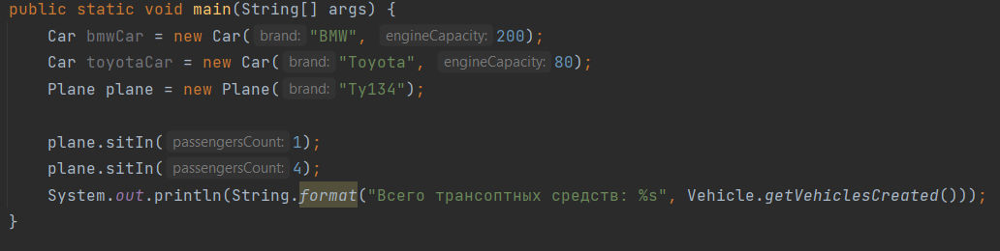 public static void main(String[] args) {
Car bmwCar = new Car( brand: "BMW", engineCapacity: 200);
Car toyotaCar = new Car( brand: "Toyota", engineCapacity: 80);
Plane plane = new Plane( brand: "Ty134");
plane.sitIn( passengersCount: 1);
plane.sitIn( passengersCount: 4);
System.out.println(String.format("Всего трансоптных средств: %s", Vehicle.getVehiclesCreated()));
}